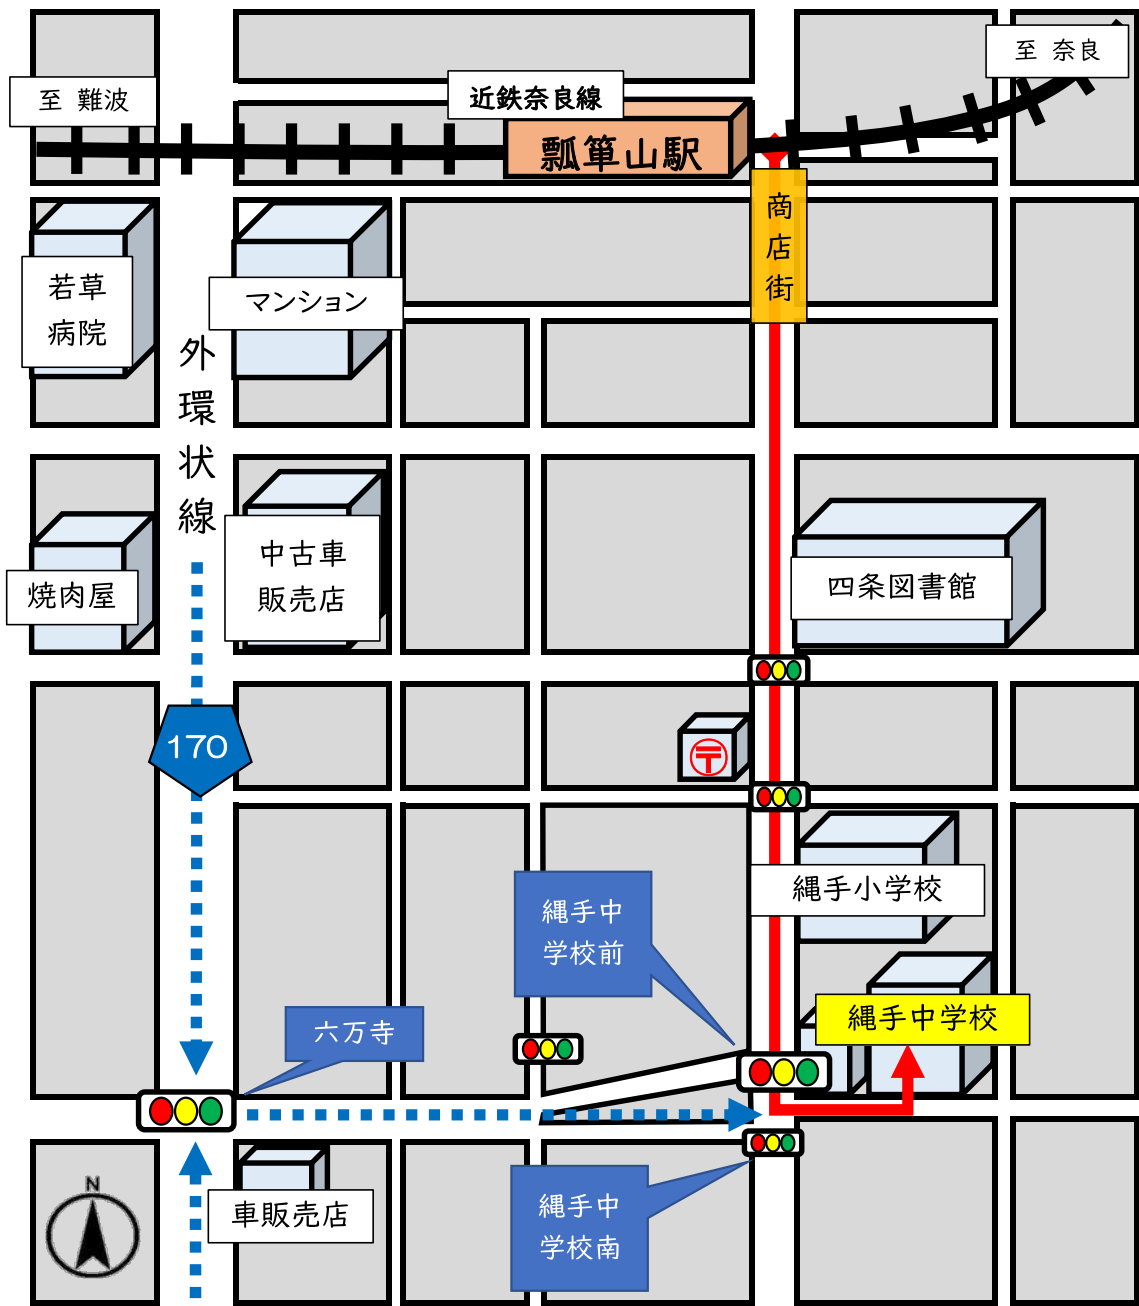 至 奈良
至 難波
近鉄奈良線
瓢箪山駅
商
店
街
若草
病院
マンション
外
環
状
線
中古車
販売店
焼肉屋
四条図書館
170
〒
縄手小学校
縄手中
学校前
縄手中学校
六万寺
縄手中
学校南
車販売店
N